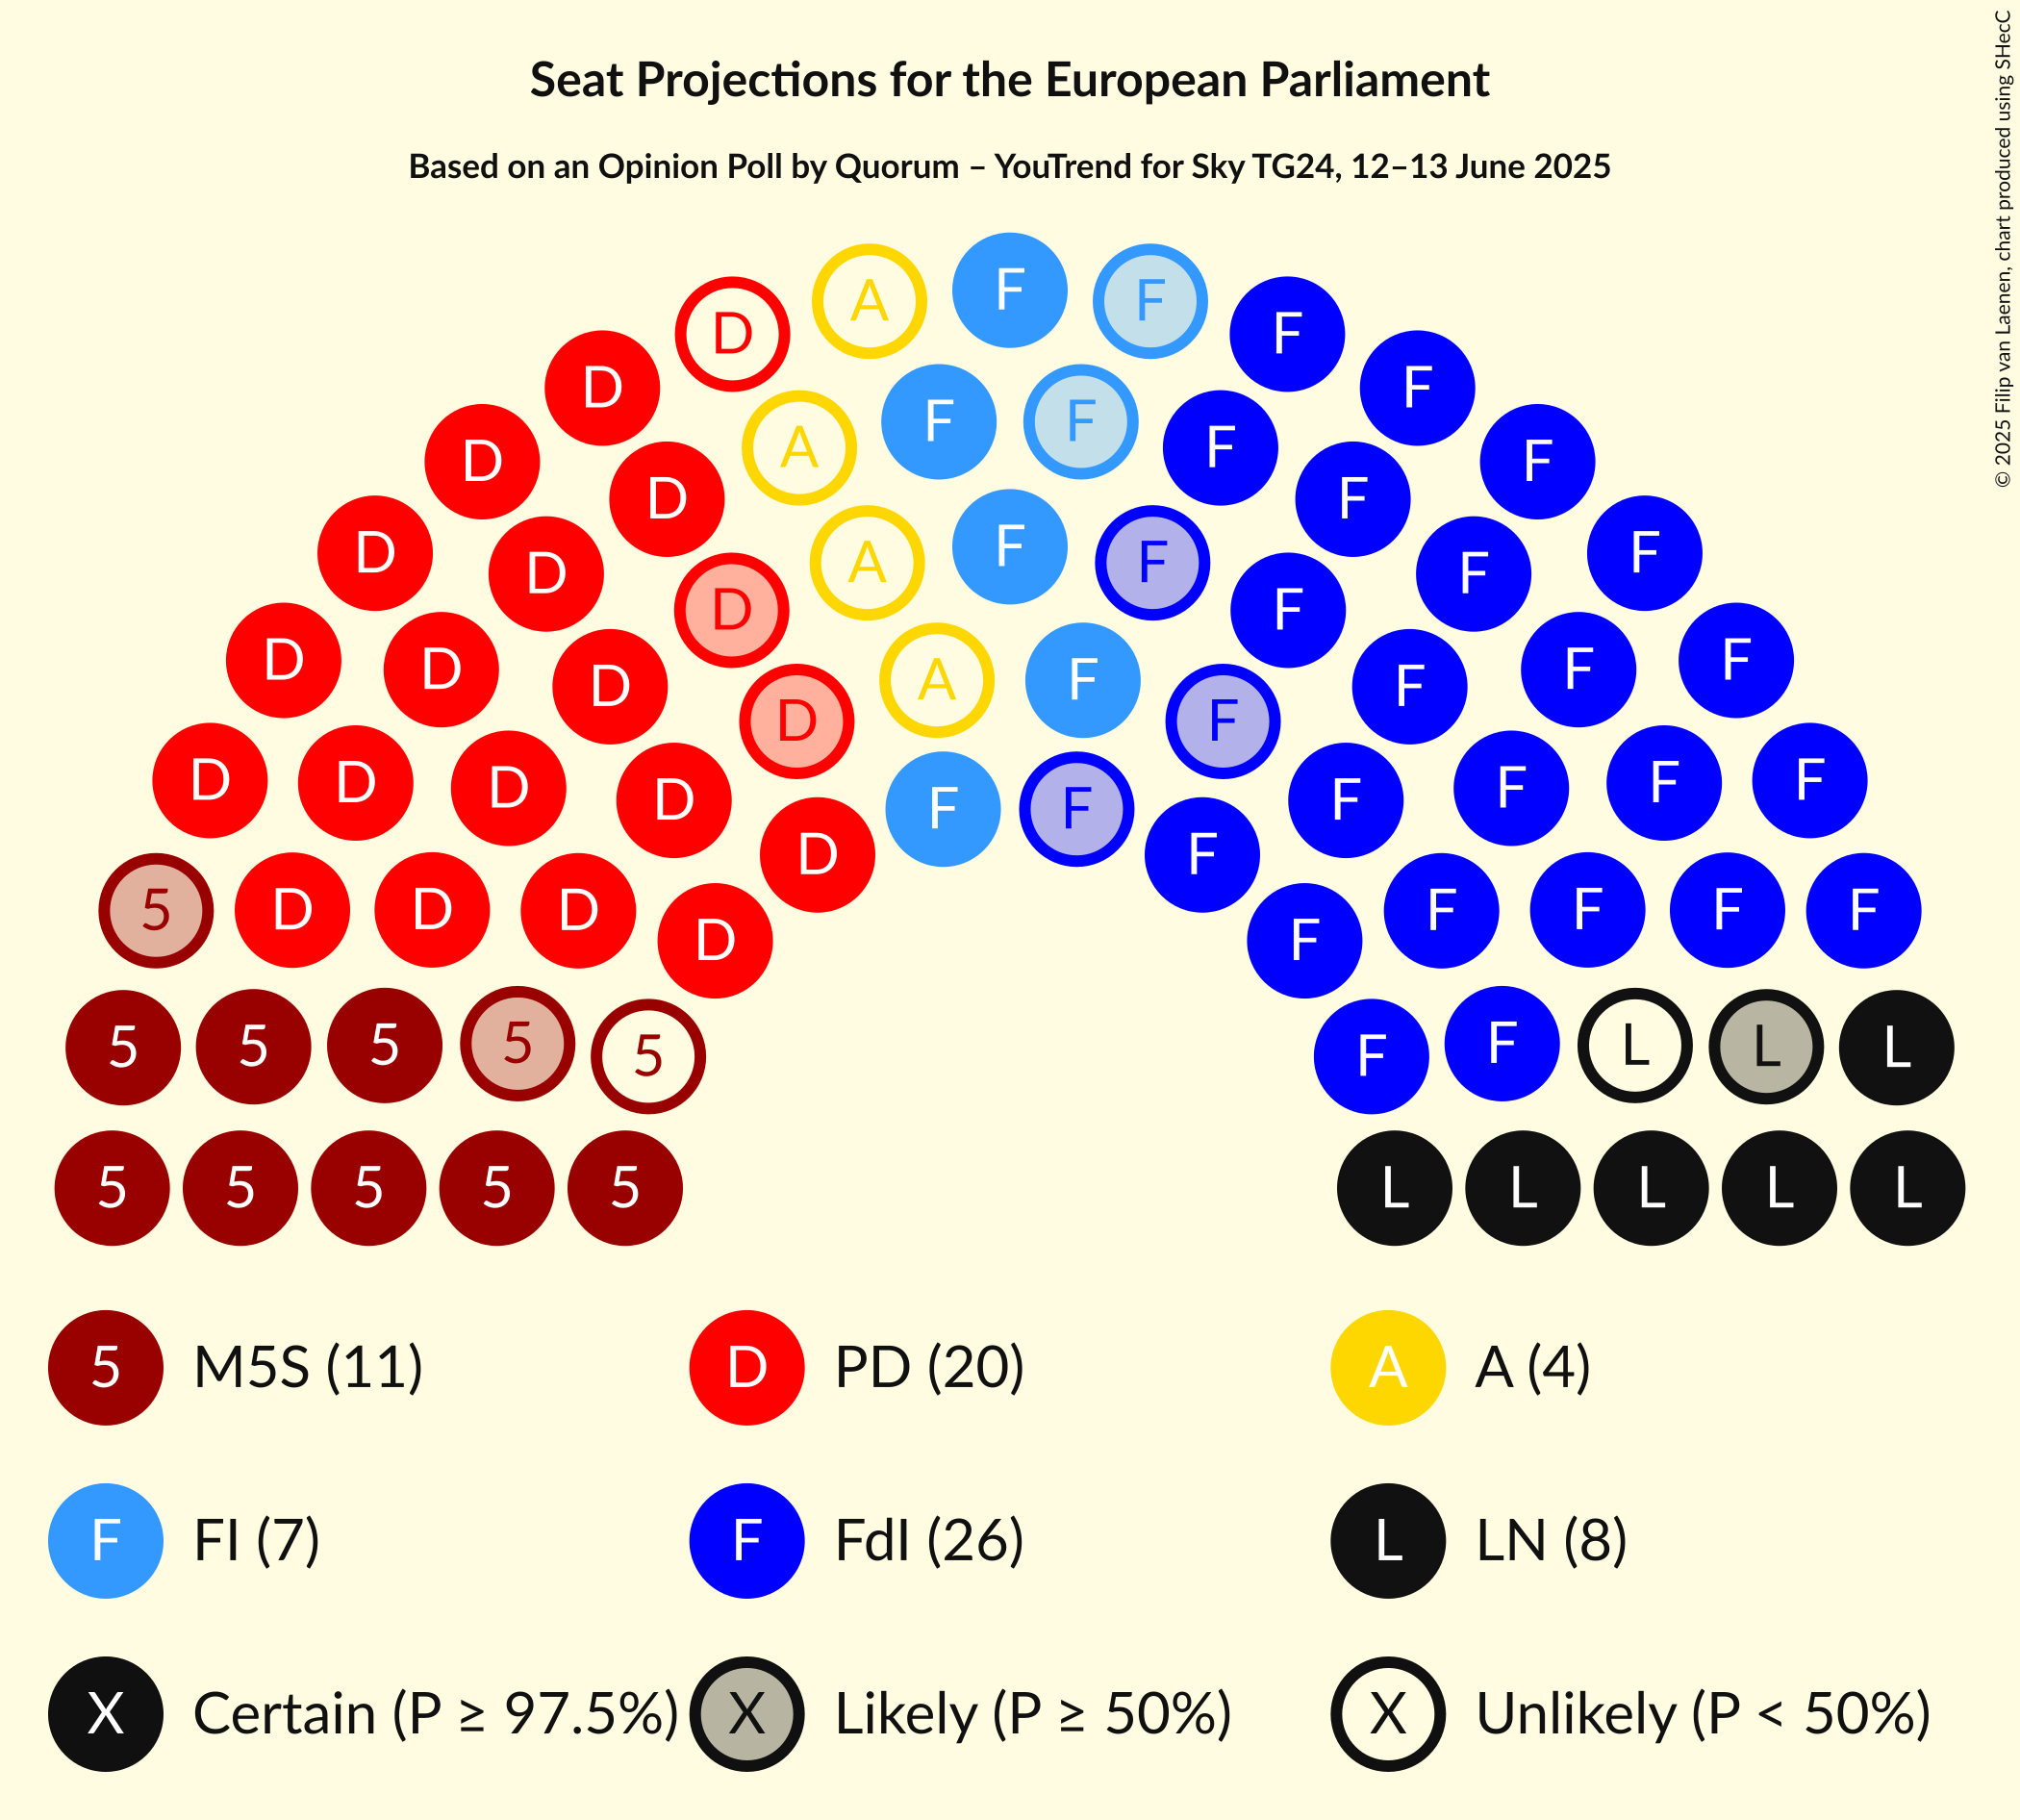 © 2025 Filip van Laenen, chart produced using SHecC
Seat Projections for the European Parliament
Based on an Opinion Poll by Quorum – YouTrend for Sky TG24, 12–13 June 2025
D A F F F
D F F F
D A F F
D D F F
D D A F F F F
D F
D D D A F F F F
D F
D D D D F F F F F F
D F
5 D D D D F F F F F
5 5 5 5 5 F F L L L
5 5 5 5 5 L L L L L
5 M5S (11) D PD (20) A A (4)
F FI (7) F FdI (26) L LN (8)
X Certain (P ≥ 97.5%) X Likely (P ≥ 50%) X Unlikely (P < 50%)